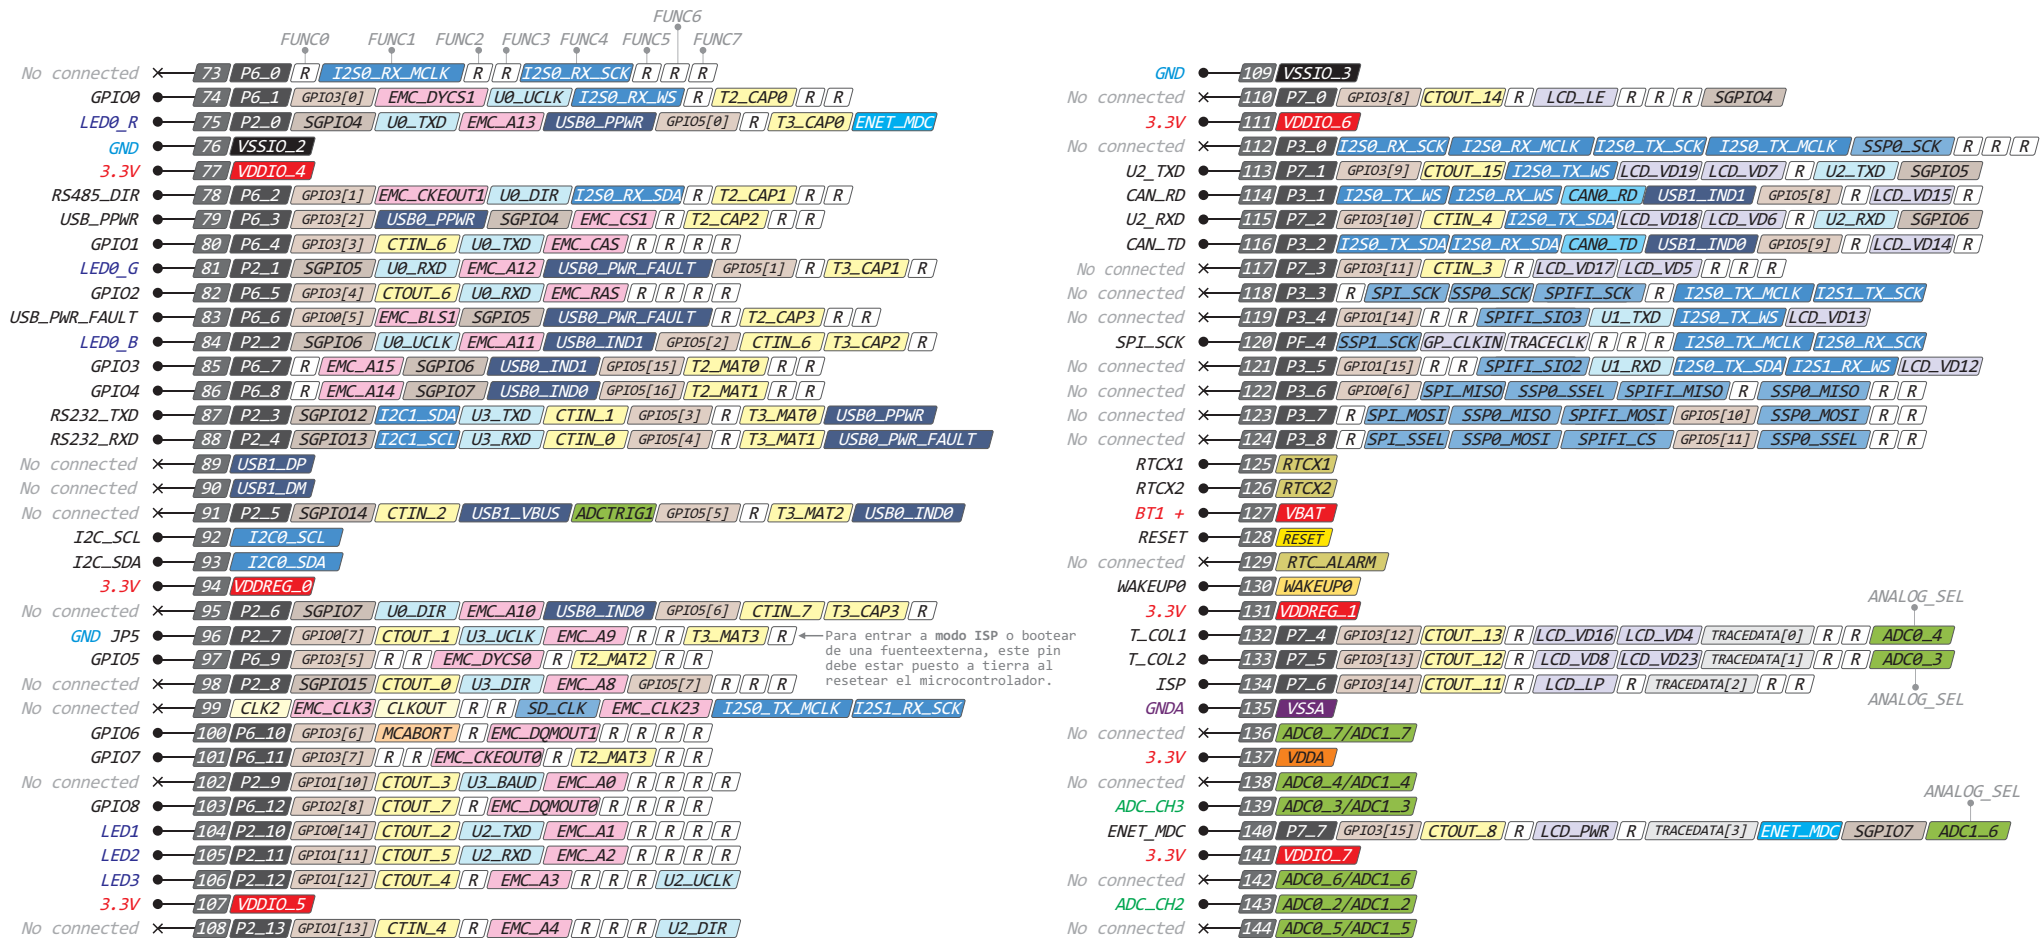 FUNC6
FUNC0 FUNC1 FUNC2 FUNC3 FUNC4 FUNC5 FUNC7
No connected 73 P6_0 R I2S0_RX_MCLK R R I2S0_RX_SCK R R R
GPIO0 74 P6_1 GPIO3[0] EMC_DYCS1 U0_UCLK I2S0_RX_WS R T2_CAP0 R R
LED0_R 75 P2_0 SGPIO4 U0_TXD EMC_A13 USB0_PPWR GPIO5[0] R T3_CAP0 ENET_MDC
GND 76 VSSIO_2
3.3V 77 VDDIO_4
RS485_DIR 78 P6_2 GPIO3[1] EMC_CKEOUT1 U0_DIR I2S0_RX_SDA R T2_CAP1 R R
USB_PPWR 79 P6_3 GPIO3[2] USB0_PPWR SGPIO4 EMC_CS1 R T2_CAP2 R R
GPIO1 80 P6_4 GPIO3[3] CTIN_6 U0_TXD EMC_CAS R R R R
LED0_G 81 P2_1 SGPIO5 U0_RXD EMC_A12 USB0_PWR_FAULT GPIO5[1] R T3_CAP1 R
GPIO2 82 P6_5 GPIO3[4] CTOUT_6 U0_RXD EMC_RAS R R R R
USB_PWR_FAULT 83 P6_6 GPIO0[5] EMC_BLS1 SGPIO5 USB0_PWR_FAULT R T2_CAP3 R R
LED0_B 84 P2_2 SGPIO6 U0_UCLK EMC_A11 USB0_IND1 GPIO5[2] CTIN_6 T3_CAP2 R
GPIO3 85 P6_7 R EMC_A15 SGPIO6 USB0_IND1 GPIO5[15] T2_MAT0 R R
GPIO4 86 P6_8 R EMC_A14 SGPIO7 USB0_IND0 GPIO5[16] T2_MAT1 R R
RS232_TXD 87 P2_3 SGPIO12 I2C1_SDA U3_TXD CTIN_1 GPIO5[3] R T3_MAT0 USB0_PPWR
RS232_RXD 88 P2_4 SGPIO13 I2C1_SCL U3_RXD CTIN_0 GPIO5[4] R T3_MAT1 USB0_PWR_FAULT
No connected 89 USB1_DP
No connected 90 USB1_DM
No connected 91 P2_5 SGPIO14 CTIN_2 USB1_VBUS ADCTRIG1 GPIO5[5] R T3_MAT2 USB0_IND0
I2C_SCL 92 I2C0_SCL
I2C_SDA 93 I2C0_SDA
3.3V 94 VDDREG_0
No connected 95 P2_6 SGPIO7 U0_DIR EMC_A10 USB0_IND0 GPIO5[6] CTIN_7 T3_CAP3 R
GND JP5 96 P2_7 GPIO0[7] CTOUT_1 U3_UCLK EMC_A9 R R T3_MAT3 R
Para entrar a modo ISP o bootear
de una fuenteexterna, este pin
debe estar puesto a tierra al
resetear el microcontrolador.
GPIO5 97 P6_9 GPIO3[5] R R EMC_DYCS0 R T2_MAT2 R R
No connected 98 P2_8 SGPIO15 CTOUT_0 U3_DIR EMC_A8 GPIO5[7] R R R
No connected 99 CLK2 EMC_CLK3 CLKOUT R R SD_CLK EMC_CLK23 I2S0_TX_MCLK I2S1_RX_SCK
GPIO6 100 P6_10 GPIO3[6] MCABORT R EMC_DQMOUT1 R R R R
GPIO7 101 P6_11 GPIO3[7] R R EMC_CKEOUT0 R T2_MAT3 R R
No connected 102 P2_9 GPIO1[10] CTOUT_3 U3_BAUD EMC_A0 R R R R
GPIO8 103 P6_12 GPIO2[8] CTOUT_7 R EMC_DQMOUT0 R R R R
LED1 104 P2_10 GPIO0[14] CTOUT_2 U2_TXD EMC_A1 R R R R
LED2 105 P2_11 GPIO1[11] CTOUT_5 U2_RXD EMC_A2 R R R R
LED3 106 P2_12 GPIO1[12] CTOUT_4 R EMC_A3 R R R U2_UCLK
3.3V 107 VDDIO_5
No connected 108 P2_13 GPIO1[13] CTIN_4 R EMC_A4 R R R U2_DIR
GND 109 VSSIO_3
No connected 110 P7_0 GPIO3[8] CTOUT_14 R LCD_LE R R R SGPIO4
3.3V 111 VDDIO_6
No connected 112 P3_0 I2S0_RX_SCK I2S0_RX_MCLK I2S0_TX_SCK I2S0_TX_MCLK SSP0_SCK R R R
U2_TXD 113 P7_1 GPIO3[9] CTOUT_15 I2S0_TX_WS LCD_VD19 LCD_VD7 R U2_TXD SGPIO5
CAN_RD 114 P3_1 I2S0_TX_WS I2S0_RX_WS CAN0_RD USB1_IND1 GPIO5[8] R LCD_VD15 R
U2_RXD 115 P7_2 GPIO3[10] CTIN_4 I2S0_TX_SDA LCD_VD18 LCD_VD6 R U2_RXD SGPIO6
CAN_TD 116 P3_2 I2S0_TX_SDA I2S0_RX_SDA CAN0_TD USB1_IND0 GPIO5[9] R LCD_VD14 R
No connected 117 P7_3 GPIO3[11] CTIN_3 R LCD_VD17 LCD_VD5 R R R
No connected 118 P3_3 R SPI_SCK SSP0_SCK SPIFI_SCK R I2S0_TX_MCLK I2S1_TX_SCK
No connected 119 P3_4 GPIO1[14] R R SPIFI_SIO3 U1_TXD I2S0_TX_WS LCD_VD13
SPI_SCK 120 PF_4 SSP1_SCK GP_CLKIN TRACECLK R R R I2S0_TX_MCLK I2S0_RX_SCK
No connected 121 P3_5 GPIO1[15] R R SPIFI_SIO2 U1_RXD I2S0_TX_SDA I2S1_RX_WS LCD_VD12
No connected 122 P3_6 GPIO0[6] SPI_MISO SSP0_SSEL SPIFI_MISO R SSP0_MISO R R
No connected 123 P3_7 R SPI_MOSI SSP0_MISO SPIFI_MOSI GPIO5[10] SSP0_MOSI R R
No connected 124 P3_8 R SPI_SSEL SSP0_MOSI SPIFI_CS GPIO5[11] SSP0_SSEL R R
RTCX1 125 RTCX1
RTCX2 126 RTCX2
BT1 + 127 VBAT
RESET 128 RESET
No connected 129 RTC_ALARM
WAKEUP0 130 WAKEUP0
3.3V 131 VDDREG_1
ANALOG_SEL
T_COL1 132 P7_4 GPIO3[12] CTOUT_13 R LCD_VD16 LCD_VD4 TRACEDATA[0] R R ADC0_4
T_COL2 133 P7_5 GPIO3[13] CTOUT_12 R LCD_VD8 LCD_VD23 TRACEDATA[1] R R ADC0_3
ISP 134 P7_6 GPIO3[14] CTOUT_11 R LCD_LP R TRACEDATA[2] R R
ANALOG_SEL
GNDA 135 VSSA
No connected 136 ADC0_7/ADC1_7
3.3V 137 VDDA
No connected 138 ADC0_4/ADC1_4
ANALOG_SEL
ADC_CH3 139 ADC0_3/ADC1_3
ENET_MDC 140 P7_7 GPIO3[15] CTOUT_8 R LCD_PWR R TRACEDATA[3] ENET_MDC SGPIO7 ADC1_6
3.3V 141 VDDIO_7
No connected 142 ADC0_6/ADC1_6
ADC_CH2 143 ADC0_2/ADC1_2
No connected 144 ADC0_5/ADC1_5